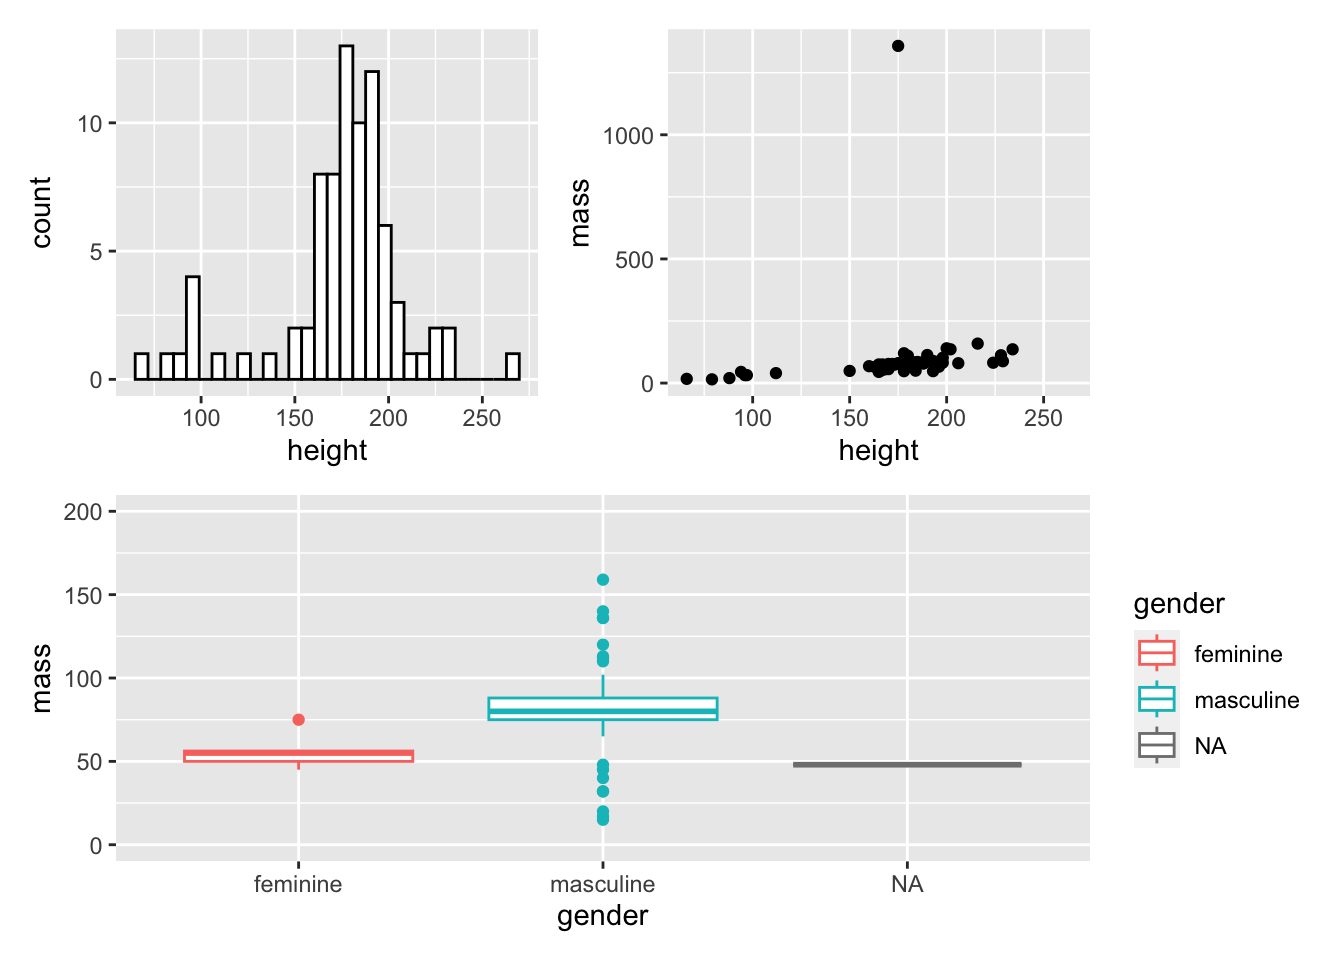 10
5
0
count
100 150 200 250
height
1000
500
0
mass
100 150 200 250
height
200
150
100
50
0
mass
feminine masculine NA
gender
gender
feminine
masculine
NA